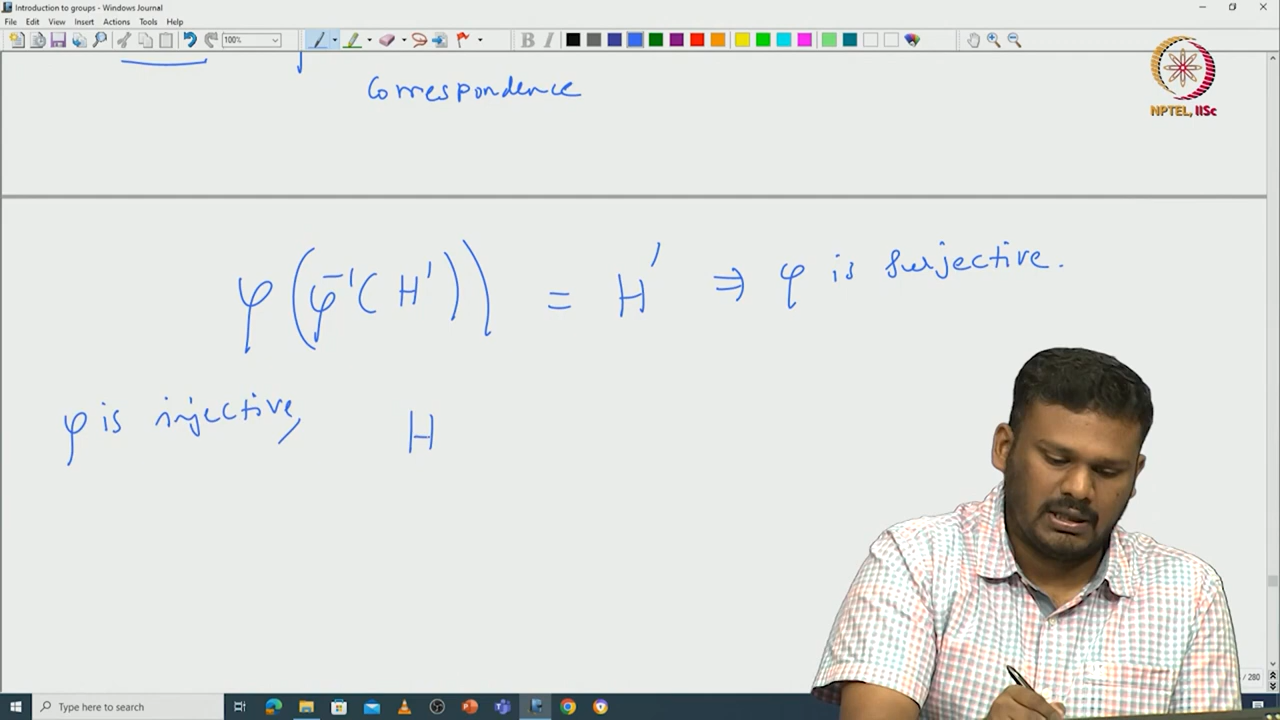 Introduction to groups - Windows Journal
File Edit View Insert Actions Tools Help
100%
B I
NPTEL, IISc
Correspondence
φ(φ⁻¹(H′)) = H′ ⇒ φ is surjective.
φ is injective, H
/ 280
Type here to search